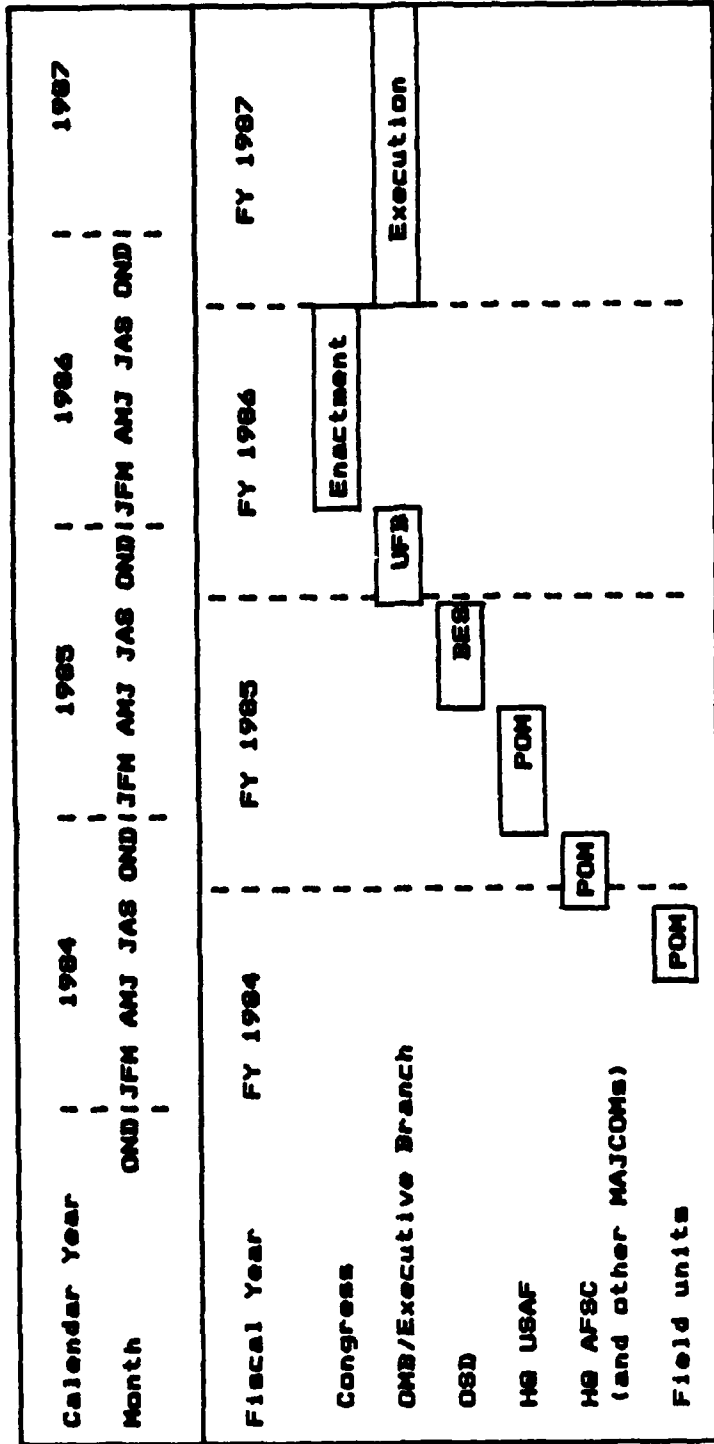 Calendar Year 1984 1985 1986 1987
Month OND|JFM AMJ JAS OND|JFM AMJ JAS OND|JFM AMJ JAS OND|
Fiscal Year FY 1984 FY 1985 FY 1986 FY 1987
Congress Enactment
OMB/Executive Branch UFB Execution
OSD BES
HQ USAF POM
HQ AFSC POM
(and other MAJCOMs)
Field units POM